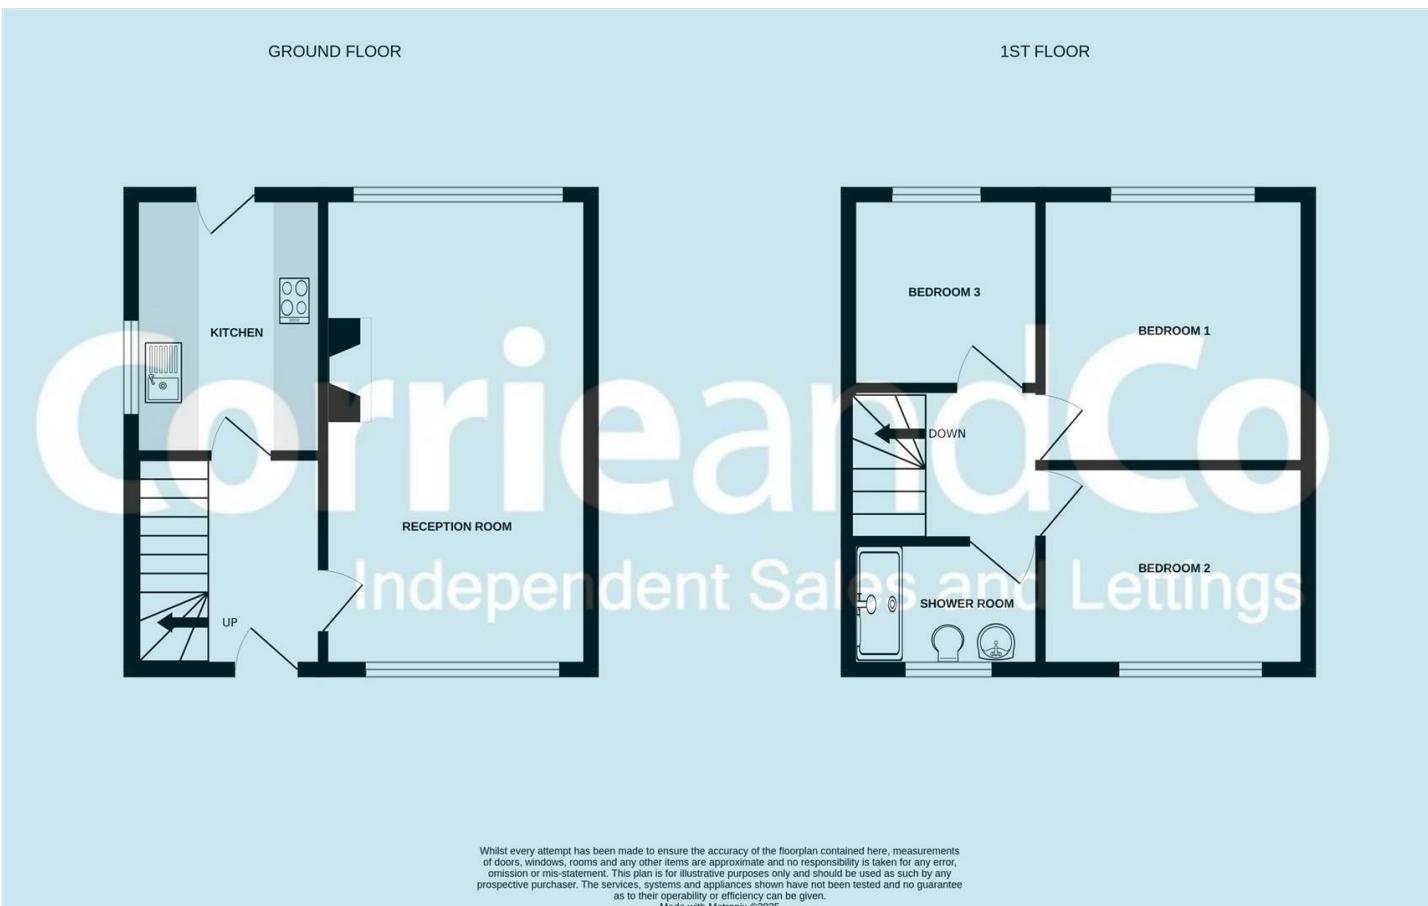 GROUND FLOOR
1ST FLOOR
KITCHEN
BEDROOM 3
BEDROOM 1
DOWN
RECEPTION ROOM
BEDROOM 2
SHOWER ROOM
UP
CorrieandCo
Independent Sales and Lettings
Whilst every attempt has been made to ensure the accuracy of the floorplan contained here, measurements
of doors, windows, rooms and any other items are approximate and no responsibility is taken for any error,
omission or mis-statement. This plan is for illustrative purposes only and should be used as such by any
prospective purchaser. The services, systems and appliances shown have not been tested and no guarantee
as to their operability or efficiency can be given.
Made with Metropix ©2025